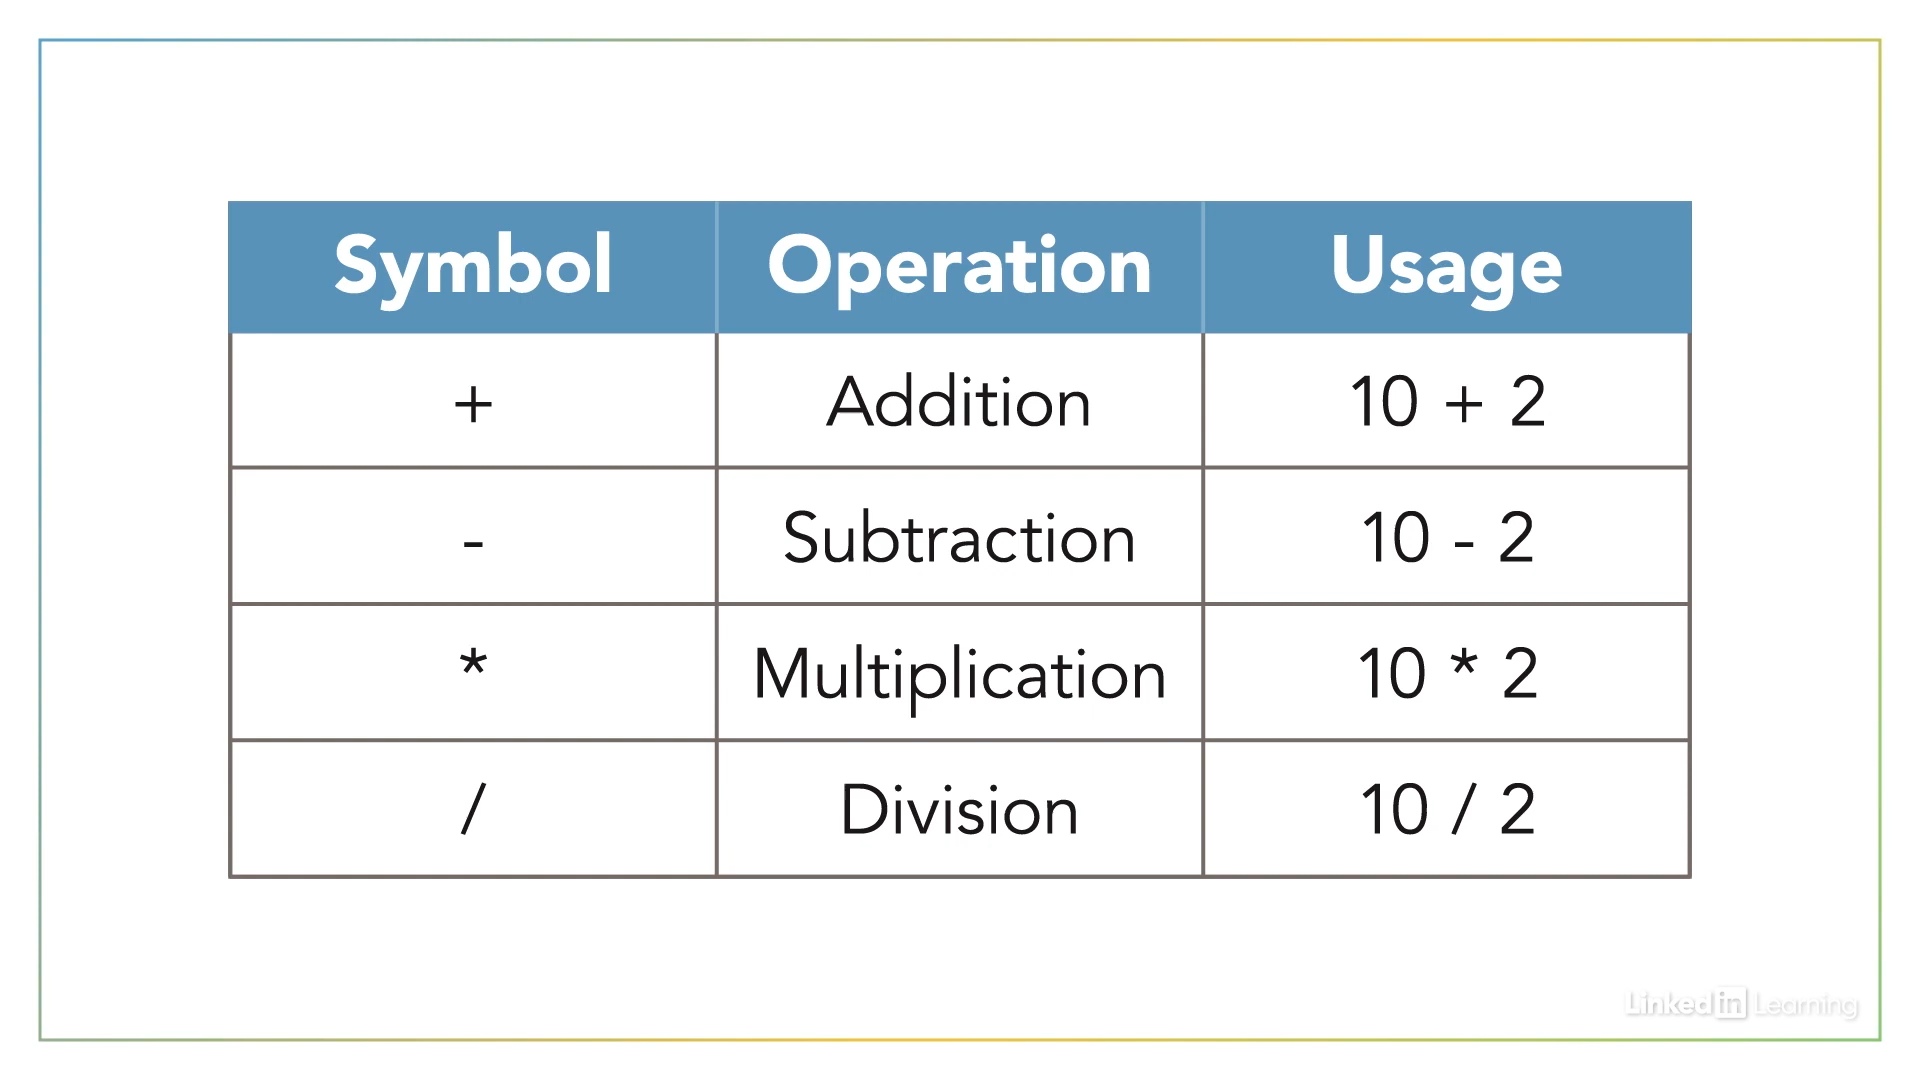 Symbol Operation Usage
+ Addition 10 + 2
- Subtraction 10 - 2
* Multiplication 10 * 2
/ Division 10 / 2
Linked in Learning